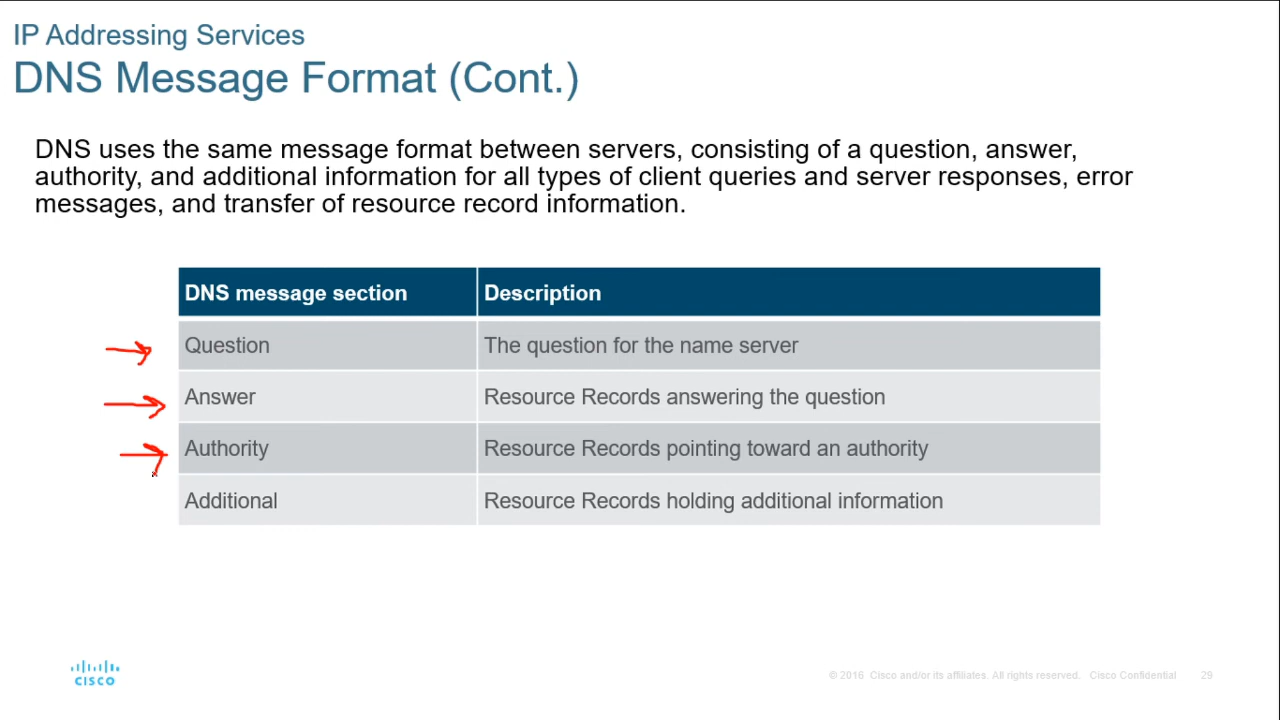 IP Addressing Services
DNS Message Format (Cont.)
DNS uses the same message format between servers, consisting of a question, answer,
authority, and additional information for all types of client queries and server responses, error
messages, and transfer of resource record information.
DNS message section Description
Question The question for the name server
Answer Resource Records answering the question
Authority Resource Records pointing toward an authority
Additional Resource Records holding additional information
CISCO
© 2016 Cisco and/or its affiliates. All rights reserved. Cisco Confidential 29